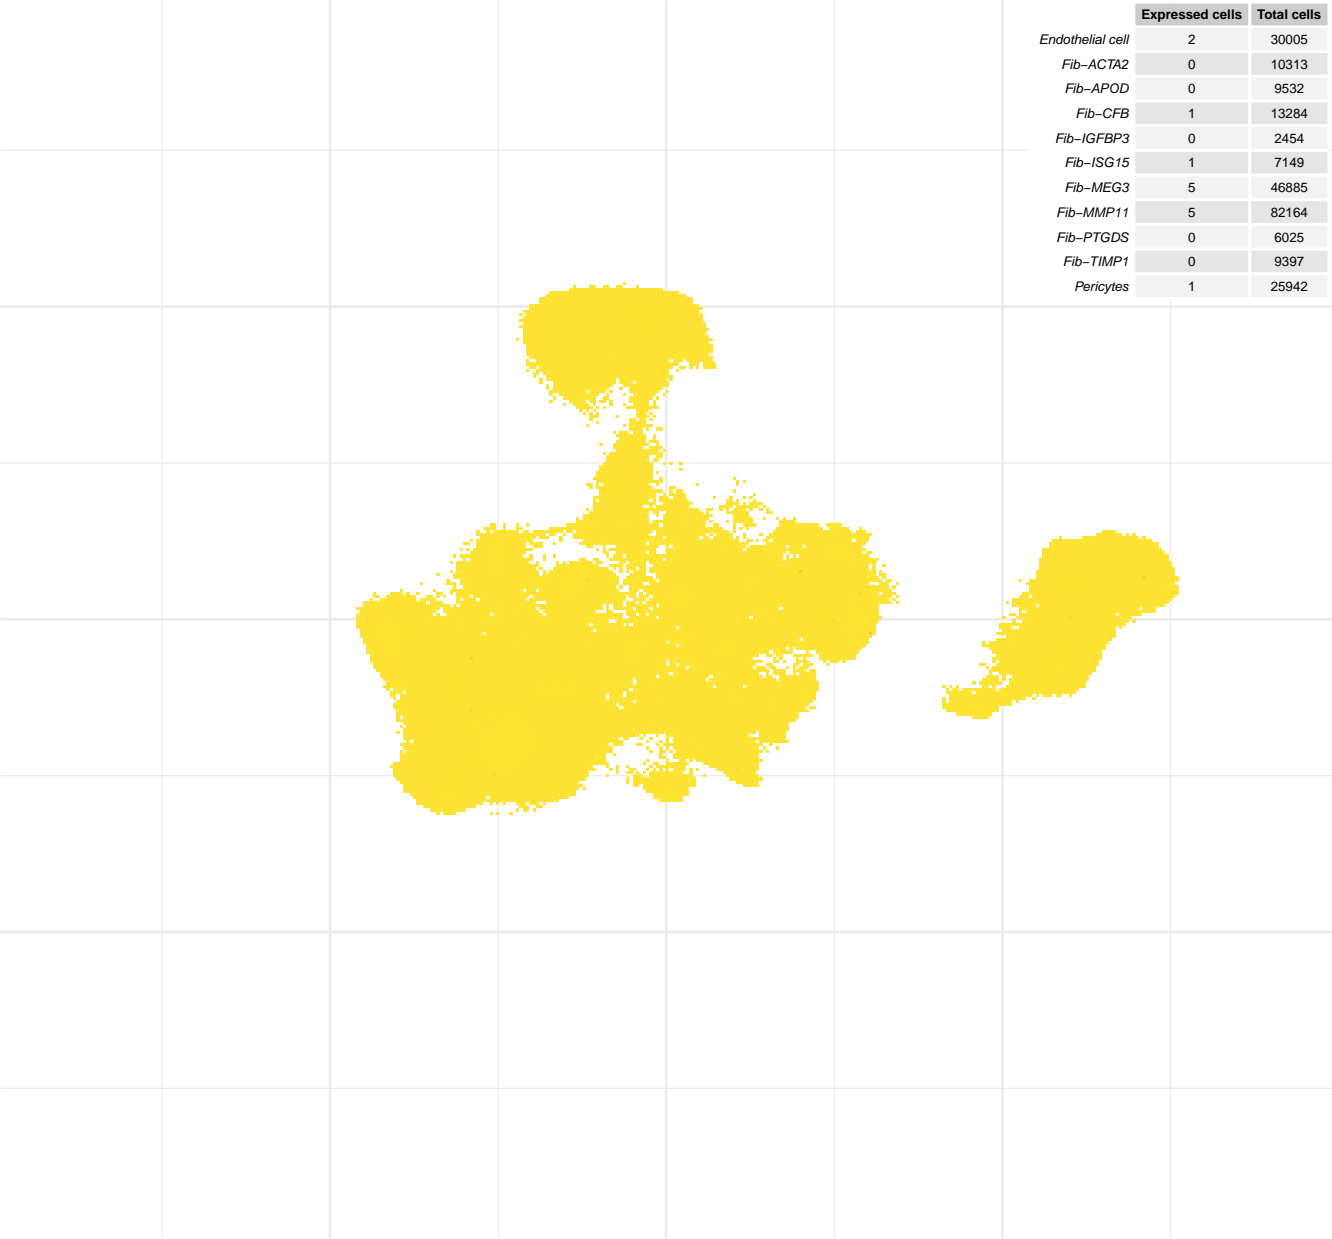 Expressed cells Total cells
Endothelial cell 2 30005
Fib−ACTA2 0 10313
Fib−APOD 0 9532
Fib−CFB 1 13284
Fib−IGFBP3 0 2454
Fib−ISG15 1 7149
Fib−MEG3 5 46885
Fib−MMP11 5 82164
Fib−PTGDS 0 6025
Fib−TIMP1 0 9397
Pericytes 1 25942